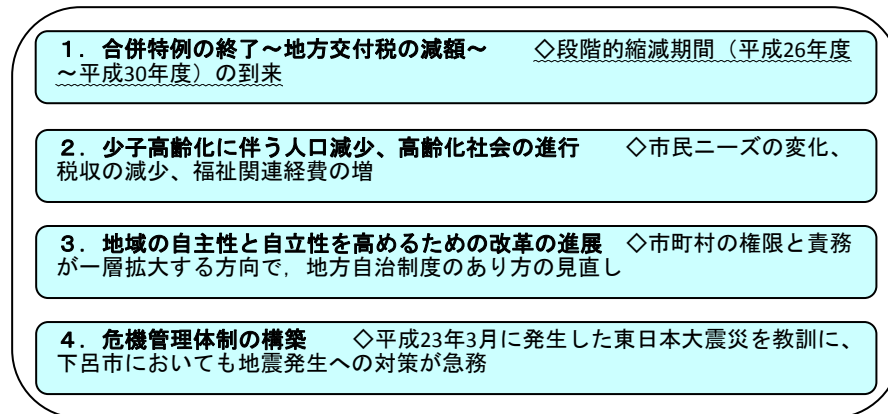 １．合併特例の終了～地方交付税の減額～　　◇段階的縮減期間（平成26年度
～平成30年度）の到来
２．少子高齢化に伴う人口減少、高齢化社会の進行　　◇市民ニーズの変化、
税収の減少、福祉関連経費の増
３．地域の自主性と自立性を高めるための改革の進展　◇市町村の権限と責務
が一層拡大する方向で，地方自治制度のあり方の見直し
４．危機管理体制の構築　　◇平成23年3月に発生した東日本大震災を教訓に、
下呂市においても地震発生への対策が急務